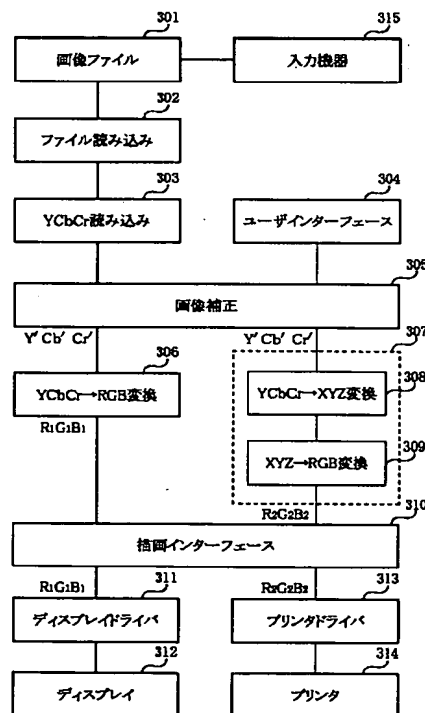 301
315
画像ファイル
入力機器
302
ファイル読み込み
303
304
YCbCr読み込み
ユーザインターフェース
305
画像補正
Y' Cb' Cr'
Y' Cb' Cr'
307
306
308
YCbCr→RGB変換
YCbCr→XYZ変換
R1G1B1
309
XYZ→RGB変換
R2G2B2
310
描画インターフェース
R1G1B1
311
R2G2B2
313
ディスプレイドライバ
プリンタドライバ
312
314
ディスプレイ
プリンタ